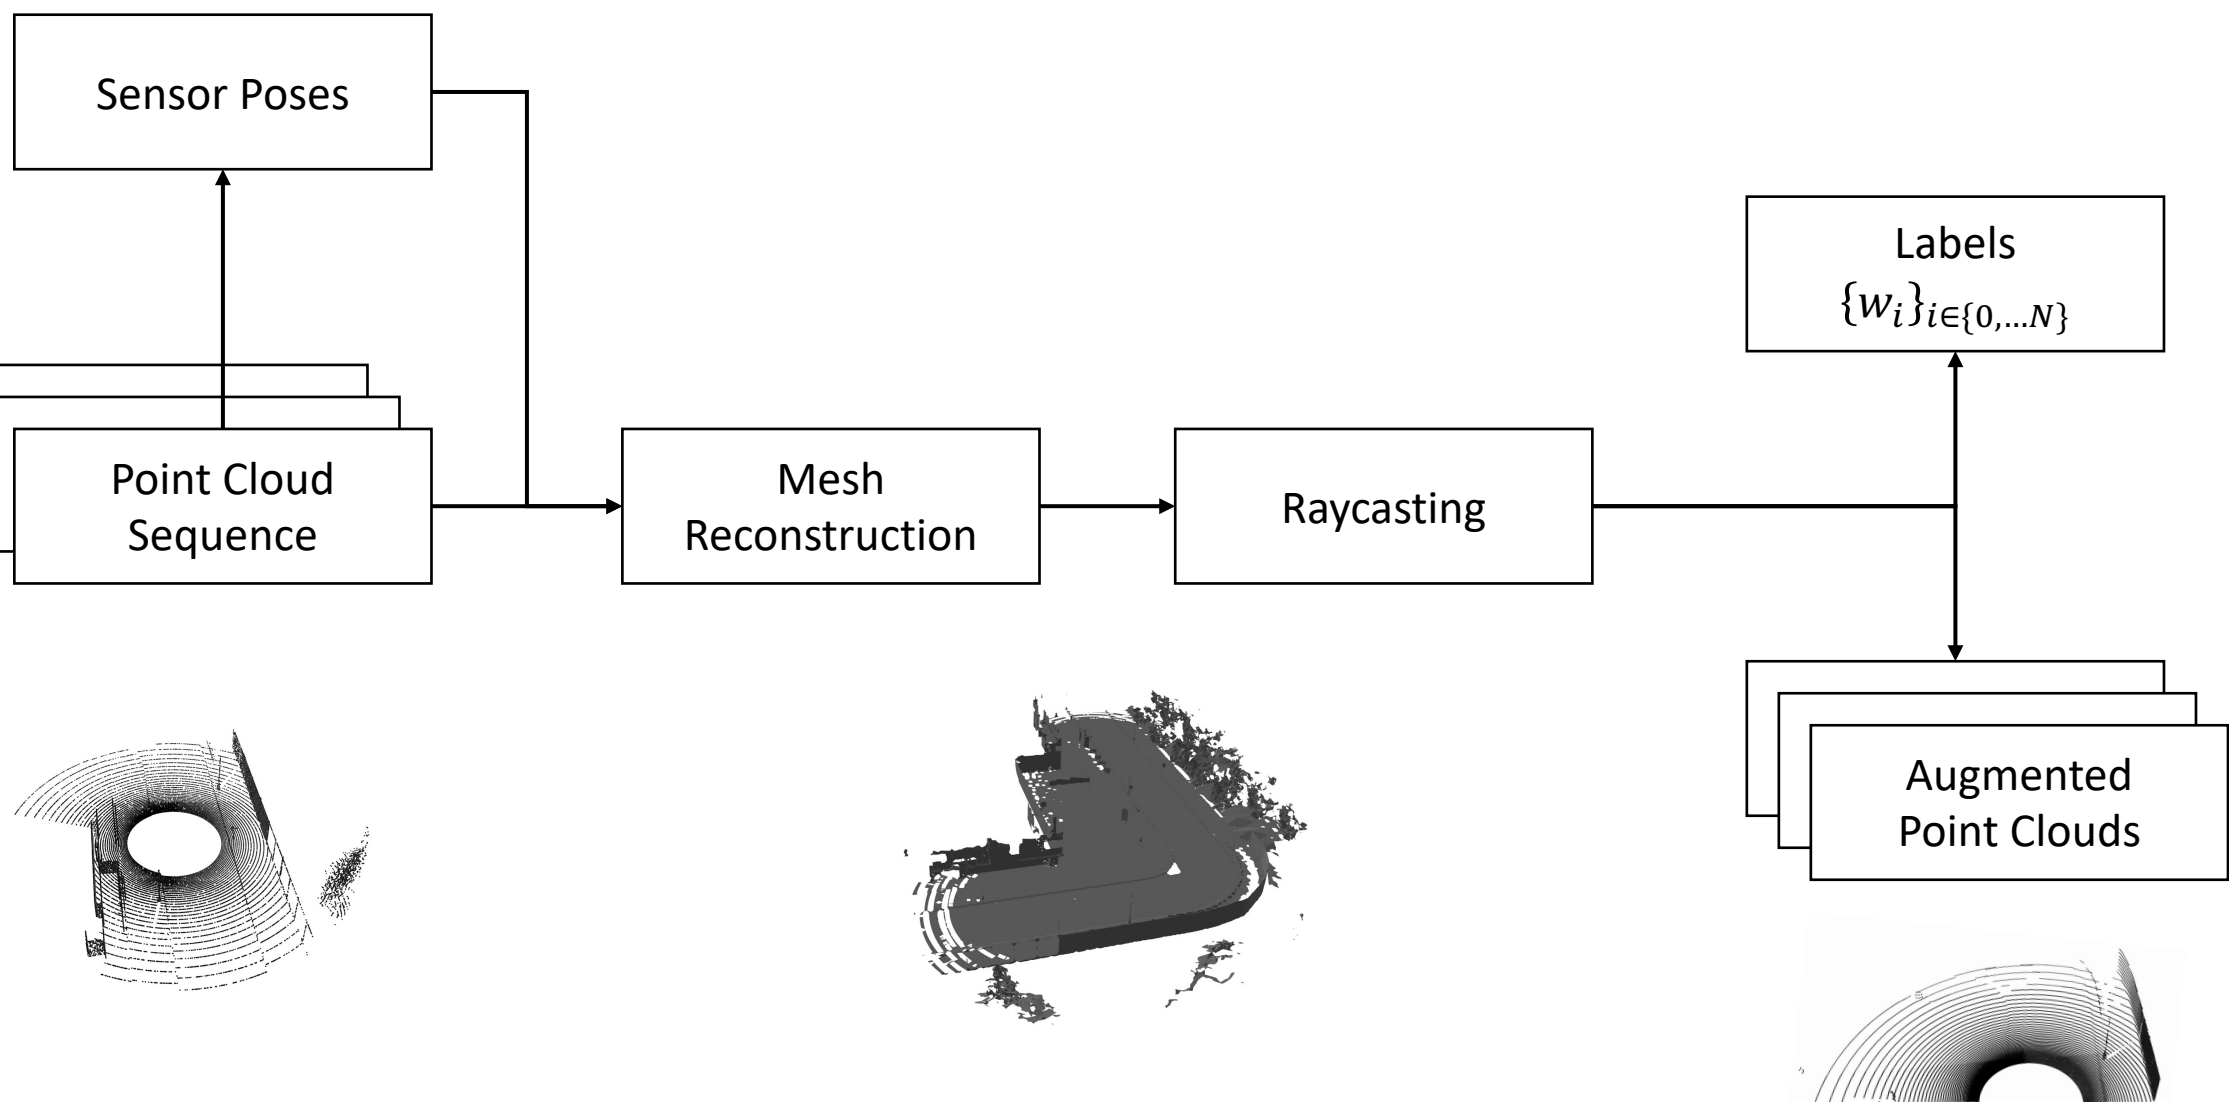 Sensor Poses
Labels
{w_i}_{i∈{0,…N}}
Point Cloud
Sequence
Mesh
Reconstruction
Raycasting
Augmented
Point Clouds